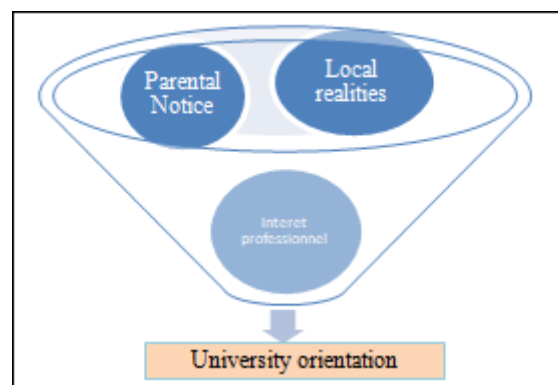 Parental
Notice
Local
realities
Interet
professionnel
University orientation